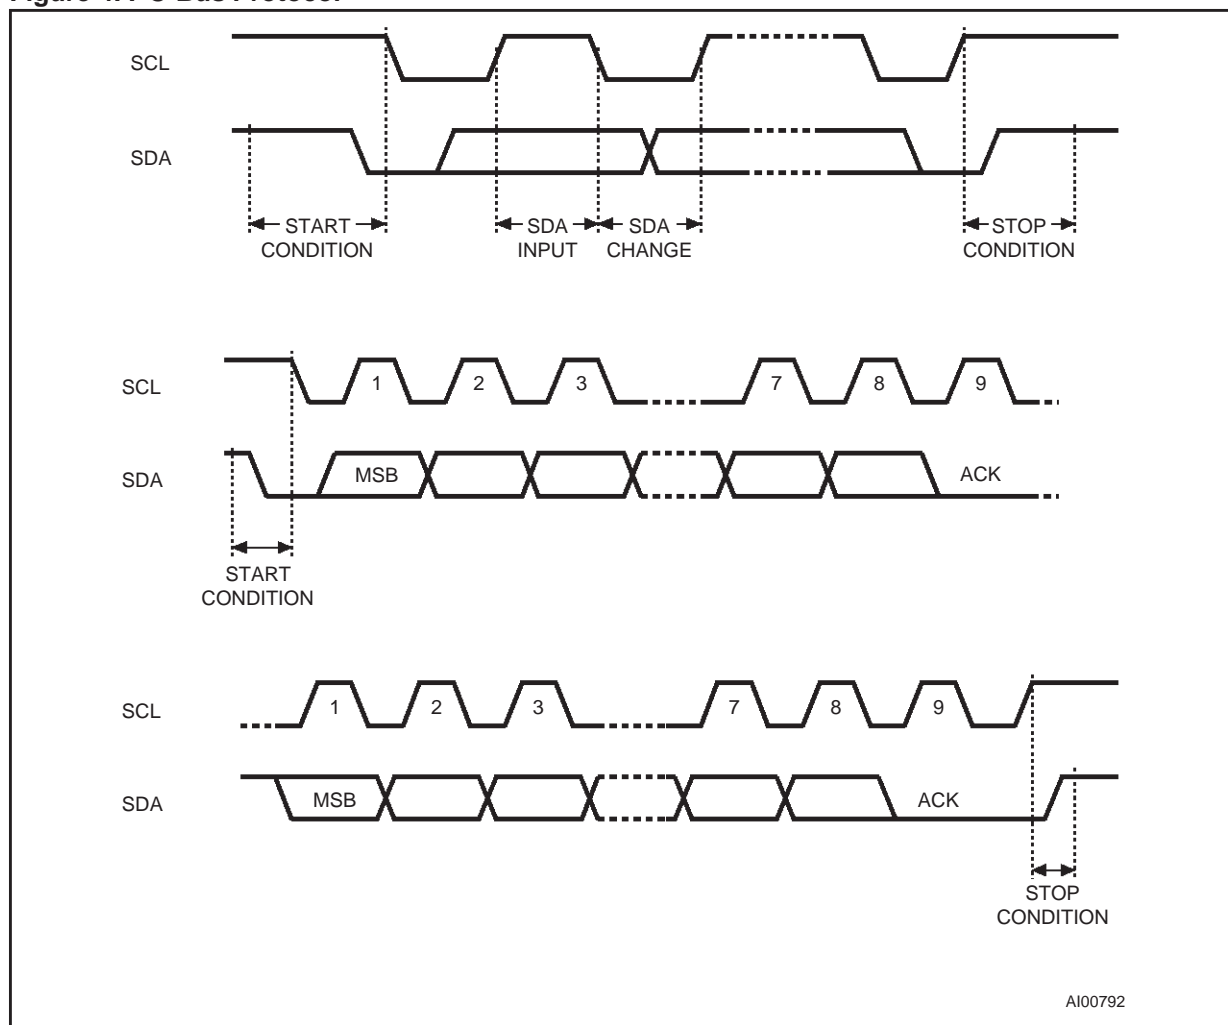 SCL
SDA
START
CONDITION
SDA
INPUT
SDA
CHANGE
STOP
CONDITION
SCL
1 2 3 7 8 9
SDA
MSB
ACK
START
CONDITION
SCL
1 2 3 7 8 9
SDA
MSB
ACK
STOP
CONDITION
AI00792